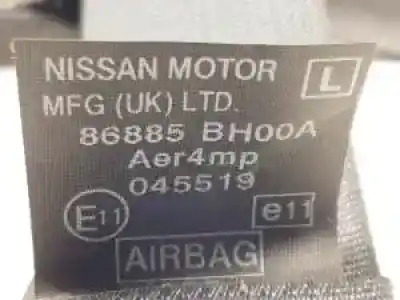 NISSAN MOTOR L
MFG (UK) LTD.
86885 BH00A
Aer4mp
045519
E11 e11
AIRBAG